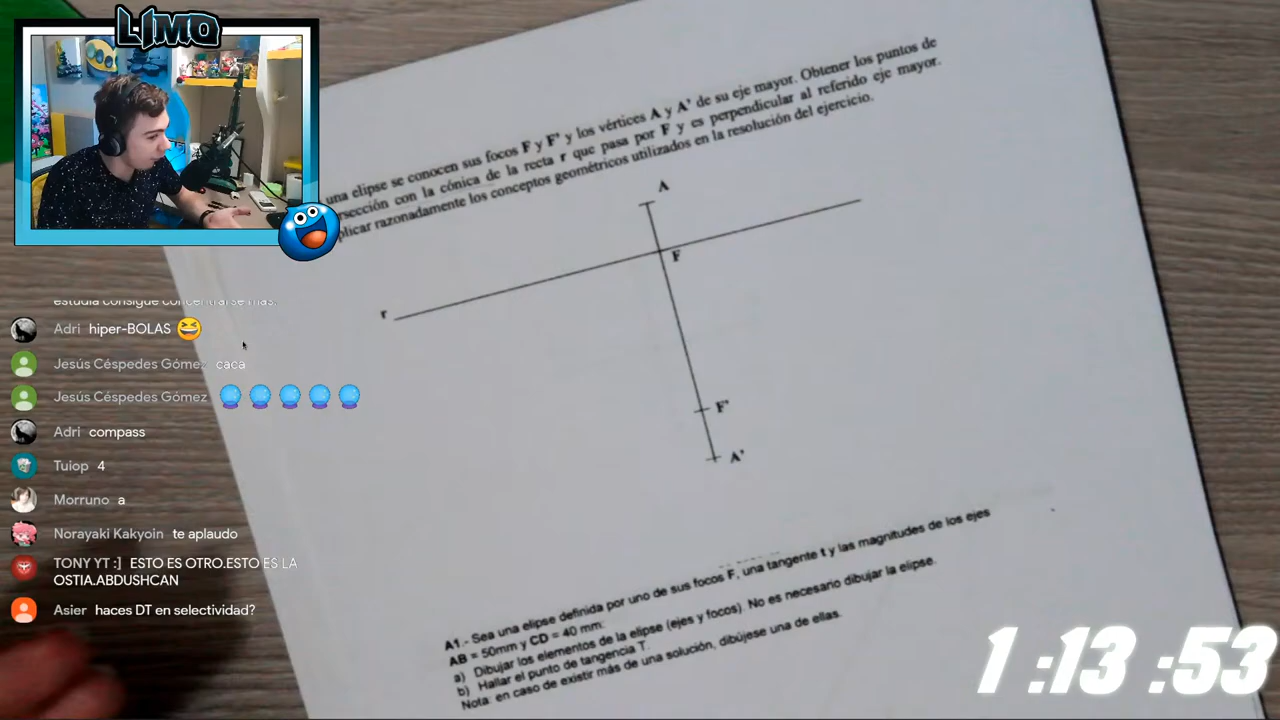 LIMO
una elipse se conocen sus focos F y F' y los vértices A y A' de su eje mayor. Obtener los puntos de
rsección con la cónica de la recta r que pasa por F y es perpendicular al referido eje mayor.
plicar razonadamente los conceptos geométricos utilizados en la resolución del ejercicio.
A
F
r
F'
A'
estudia consigue concentrarse más.
Adri hiper-BOLAS
Jesús Céspedes Gómez caca
Jesús Céspedes Gómez
Adri compass
Tuiop 4
Morruno a
Norayaki Kakyoin te aplaudo
TONY YT :] ESTO ES OTRO.ESTO ES LA
OSTIA.ABDUSHCAN
Asier haces DT en selectividad?
A1.- Sea una elipse definida por uno de sus focos F, una tangente t y las magnitudes de los ejes
AB = 50mm y CD = 40 mm:
a) Dibujar los elementos de la elipse (ejes y focos). No es necesario dibujar la elipse.
b) Hallar el punto de tangencia T.
Nota: en caso de existir más de una solución, dibújese una de ellas.
1 :13 :53